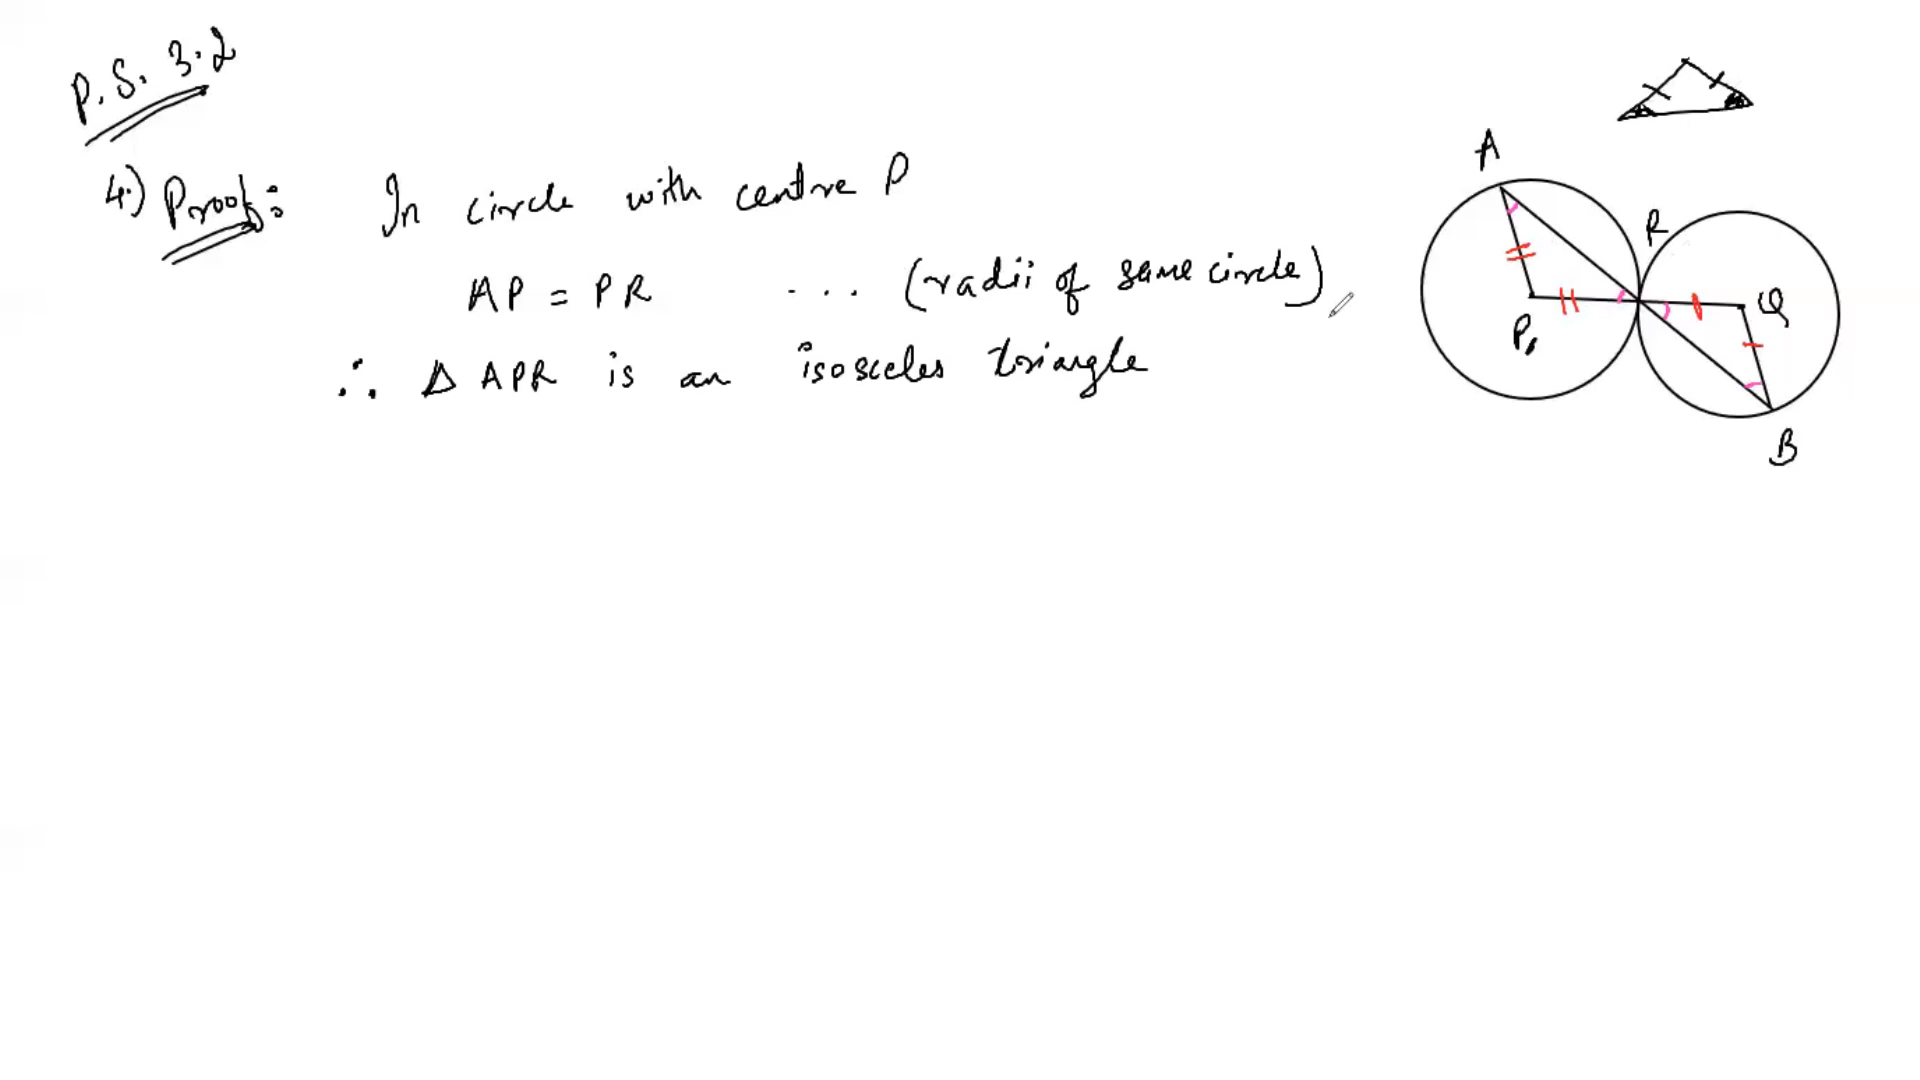 P.S. 3.2
4.) Proof: In circle with centre P
AP = PR ... (radii of same circle)
∴ Δ APR is an isosceles triangle
A
R
P
Q
B